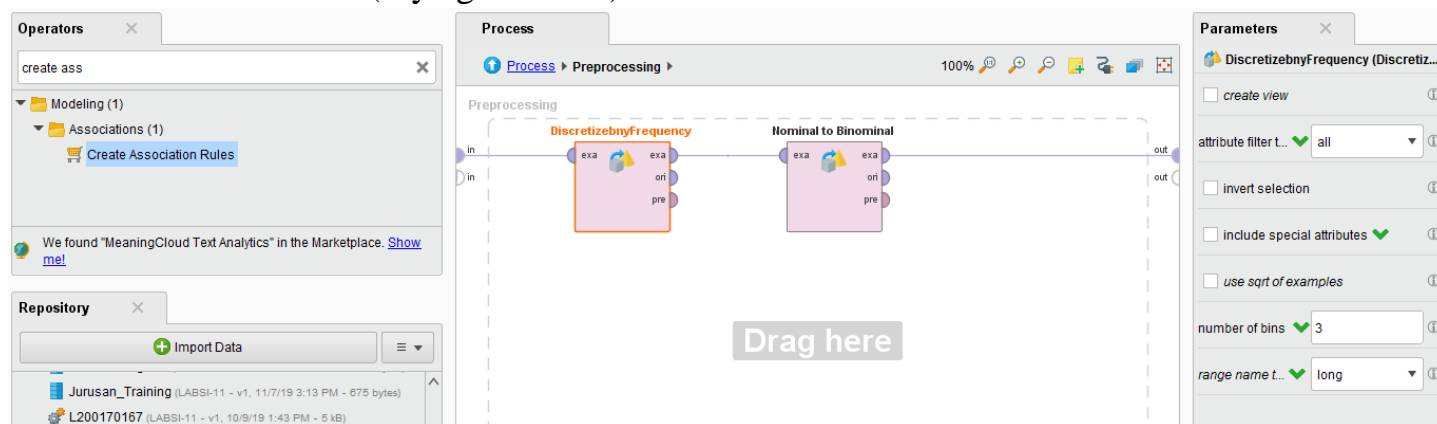 Operators
Process
Parameters
create ass
Process
Preprocessing
100%
DiscretizebnyFrequency (Discretiz...
Modeling (1)
Associations (1)
Create Association Rules
Preprocessing
create view
DiscretizebnyFrequency
Nominal to Binominal
in
exa
exa
exa
exa
out
attribute filter t...
all
in
ori
ori
out
pre
pre
invert selection
We found "MeaningCloud Text Analytics" in the Marketplace. Show
me!
include special attributes
use sqrt of examples
Repository
number of bins
3
Import Data
Drag here
range name t...
long
Jurusan_Training (LABSI-11 - v1, 11/7/19 3:13 PM - 675 bytes)
L200170167 (LABSI-11 - v1, 10/9/19 1:43 PM - 5 kB)